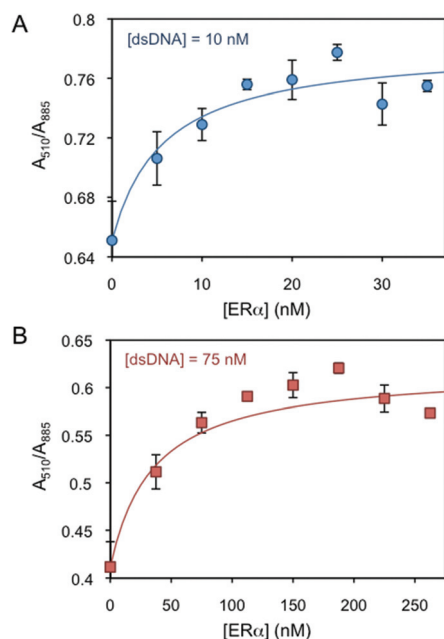 A
[dsDNA] = 10 nM
0.8
0.76
0.72
0.68
0.64
A510/A885
0 10 20 30
[ERα] (nM)
B
[dsDNA] = 75 nM
0.65
0.6
0.55
0.5
0.45
0.4
A510/A885
0 50 100 150 200 250
[ERα] (nM)